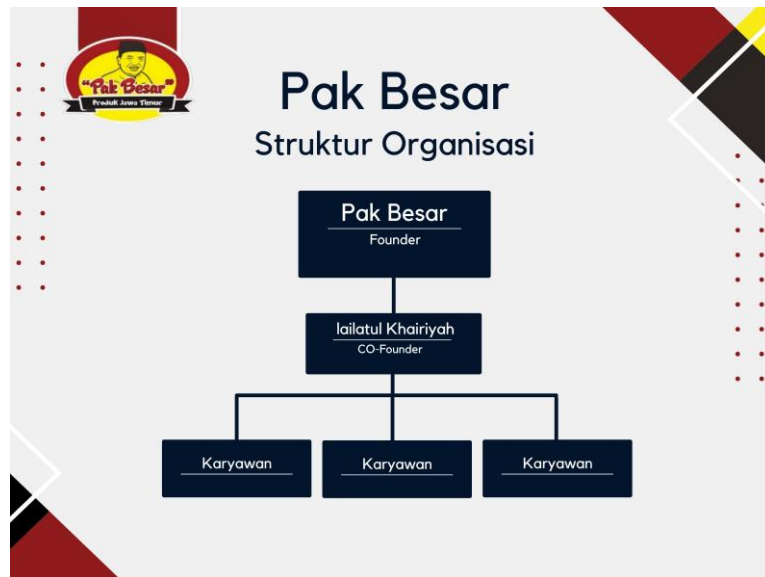 "Pak Besar"
Produk Jawa Timur
Pak Besar
Struktur Organisasi
Pak Besar
Founder
lailatul Khairiyah
CO-Founder
Karyawan
Karyawan
Karyawan